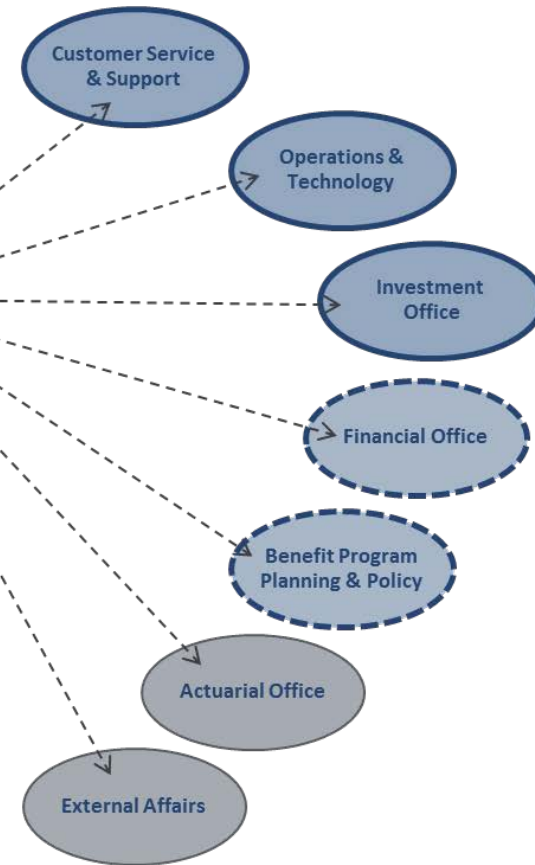 Customer Service
& Support
Operations &
Technology
Investment
Office
Financial Office
Benefit Program
Planning & Policy
Actuarial Office
External Affairs